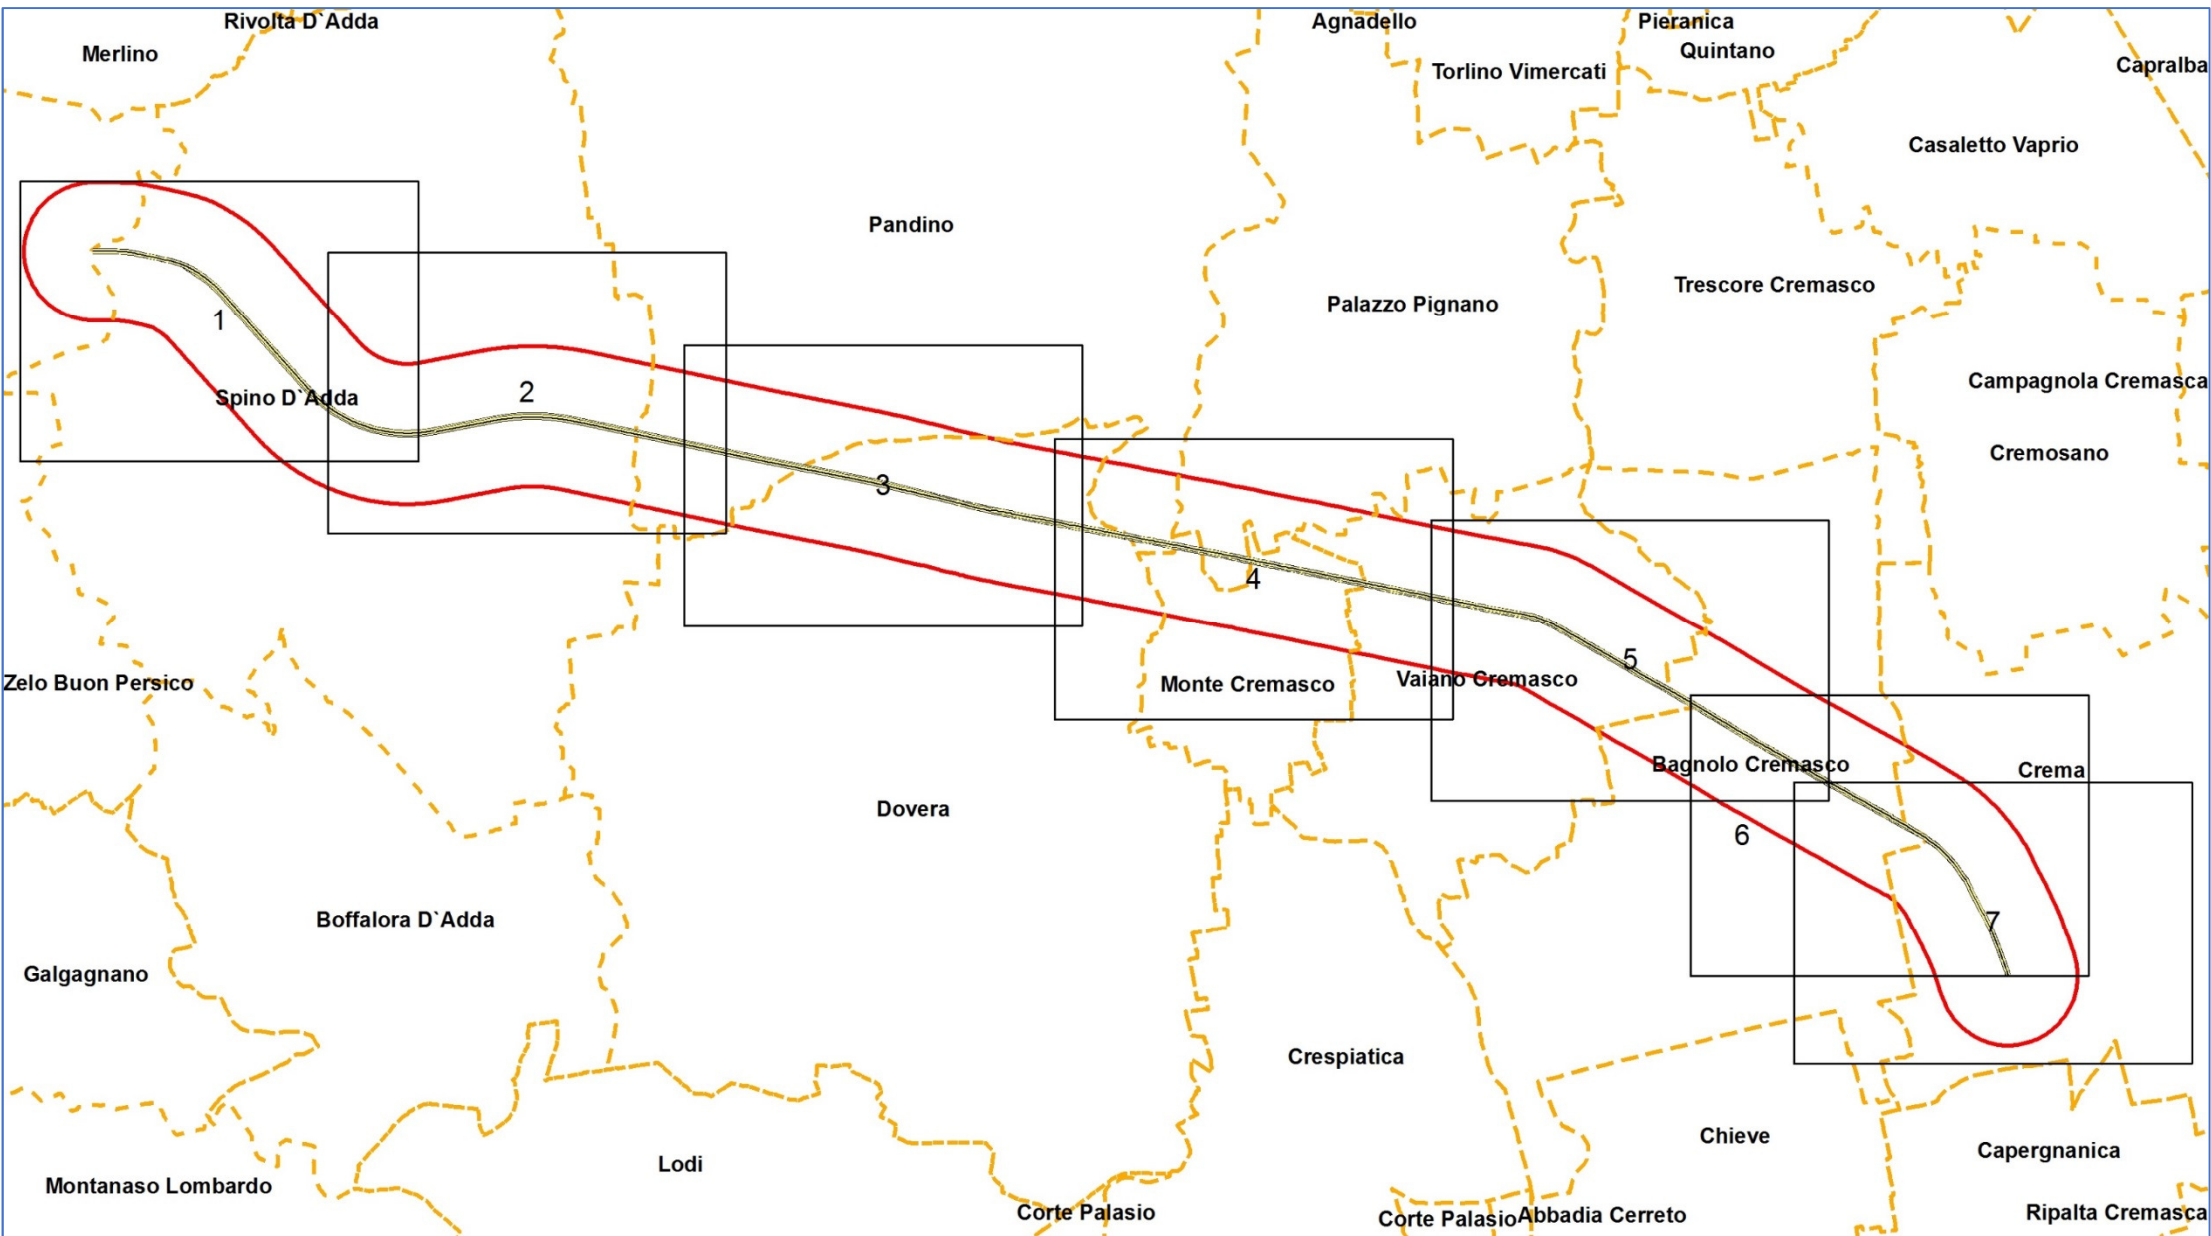 Rivolta D`Adda
Agnadello
Pieranica
Merlino
Quintano
Torlino Vimercati
Capralba
Casaletto Vaprio
Pandino
Trescore Cremasco
Palazzo Pignano
1
Campagnola Cremasca
2
Spino D`Adda
Cremosano
3
4
5
Zelo Buon Persico
Monte Cremasco
Vaiano Cremasco
Bagnolo Cremasco
Crema
Dovera
6
Boffalora D`Adda
7
Galgagnano
Crespiatica
Chieve
Capergnanica
Lodi
Montanaso Lombardo
Corte Palasio
Corte Palasio
Abbadia Cerreto
Ripalta Cremasca